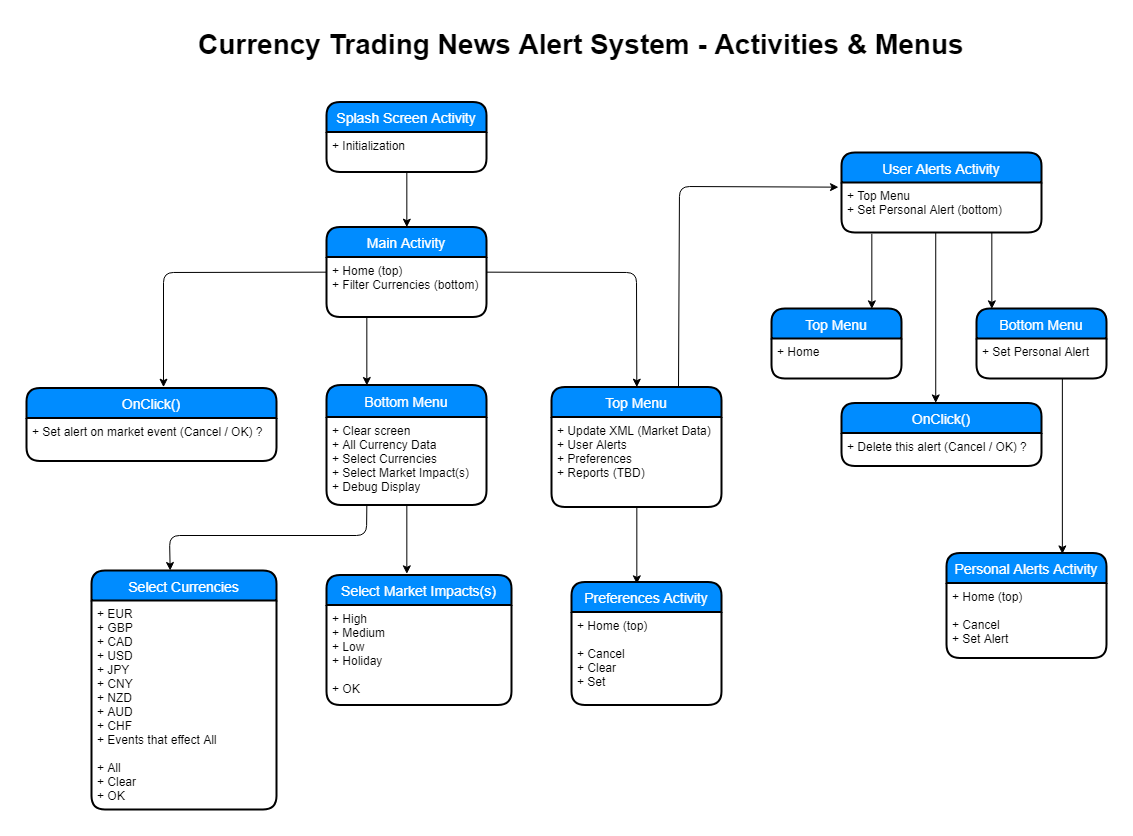 Currency Trading News Alert System - Activities & Menus
Splash Screen Activity
+ Initialization
Main Activity
+ Home (top)
+ Filter Currencies (bottom)
User Alerts Activity
+ Top Menu
+ Set Personal Alert (bottom)
Top Menu
+ Home
Bottom Menu
+ Set Personal Alert
OnClick()
+ Set alert on market event (Cancel / OK) ?
Bottom Menu
+ Clear screen
+ All Currency Data
+ Select Currencies
+ Select Market Impact(s)
+ Debug Display
Top Menu
+ Update XML (Market Data)
+ User Alerts
+ Preferences
+ Reports (TBD)
OnClick()
+ Delete this alert (Cancel / OK) ?
Select Currencies
+ EUR
+ GBP
+ CAD
+ USD
+ JPY
+ CNY
+ NZD
+ AUD
+ CHF
+ Events that effect All
+ All
+ Clear
+ OK
Select Market Impacts(s)
+ High
+ Medium
+ Low
+ Holiday
+ OK
Preferences Activity
+ Home (top)
+ Cancel
+ Clear
+ Set
Personal Alerts Activity
+ Home (top)
+ Cancel
+ Set Alert